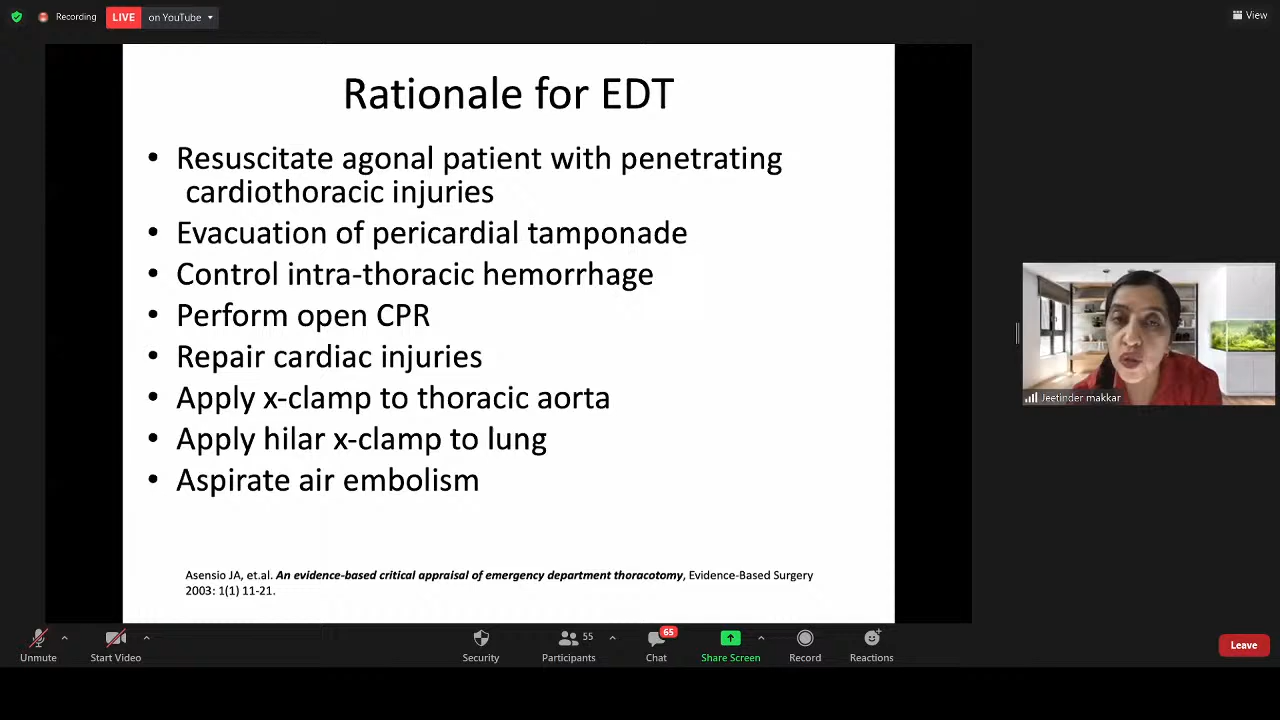 Recording
LIVE on YouTube
View
Rationale for EDT
• Resuscitate agonal patient with penetrating
cardiothoracic injuries
• Evacuation of pericardial tamponade
• Control intra-thoracic hemorrhage
• Perform open CPR
• Repair cardiac injuries
• Apply x-clamp to thoracic aorta
• Apply hilar x-clamp to lung
• Aspirate air embolism
Asensio JA, et.al. An evidence-based critical appraisal of emergency department thoracotomy, Evidence-Based Surgery
2003: 1(1) 11-21.
Jeetinder makkar
Unmute
Start Video
Security
Participants 55
Chat 65
Share Screen
Record
Reactions
Leave